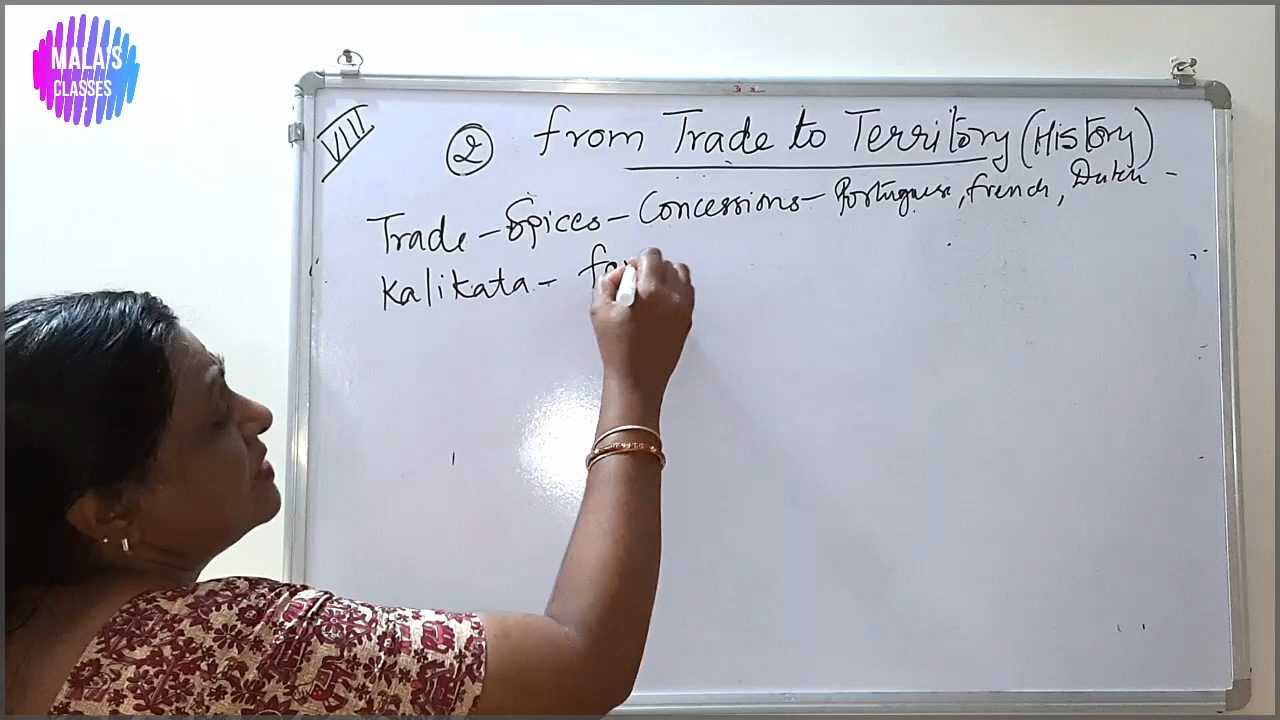 MALA'S
CLASSES
VIII
② from Trade to Territory (History)
Trade - Spices - Concessions - Portuguese, french, Dutch -
Kalikata -